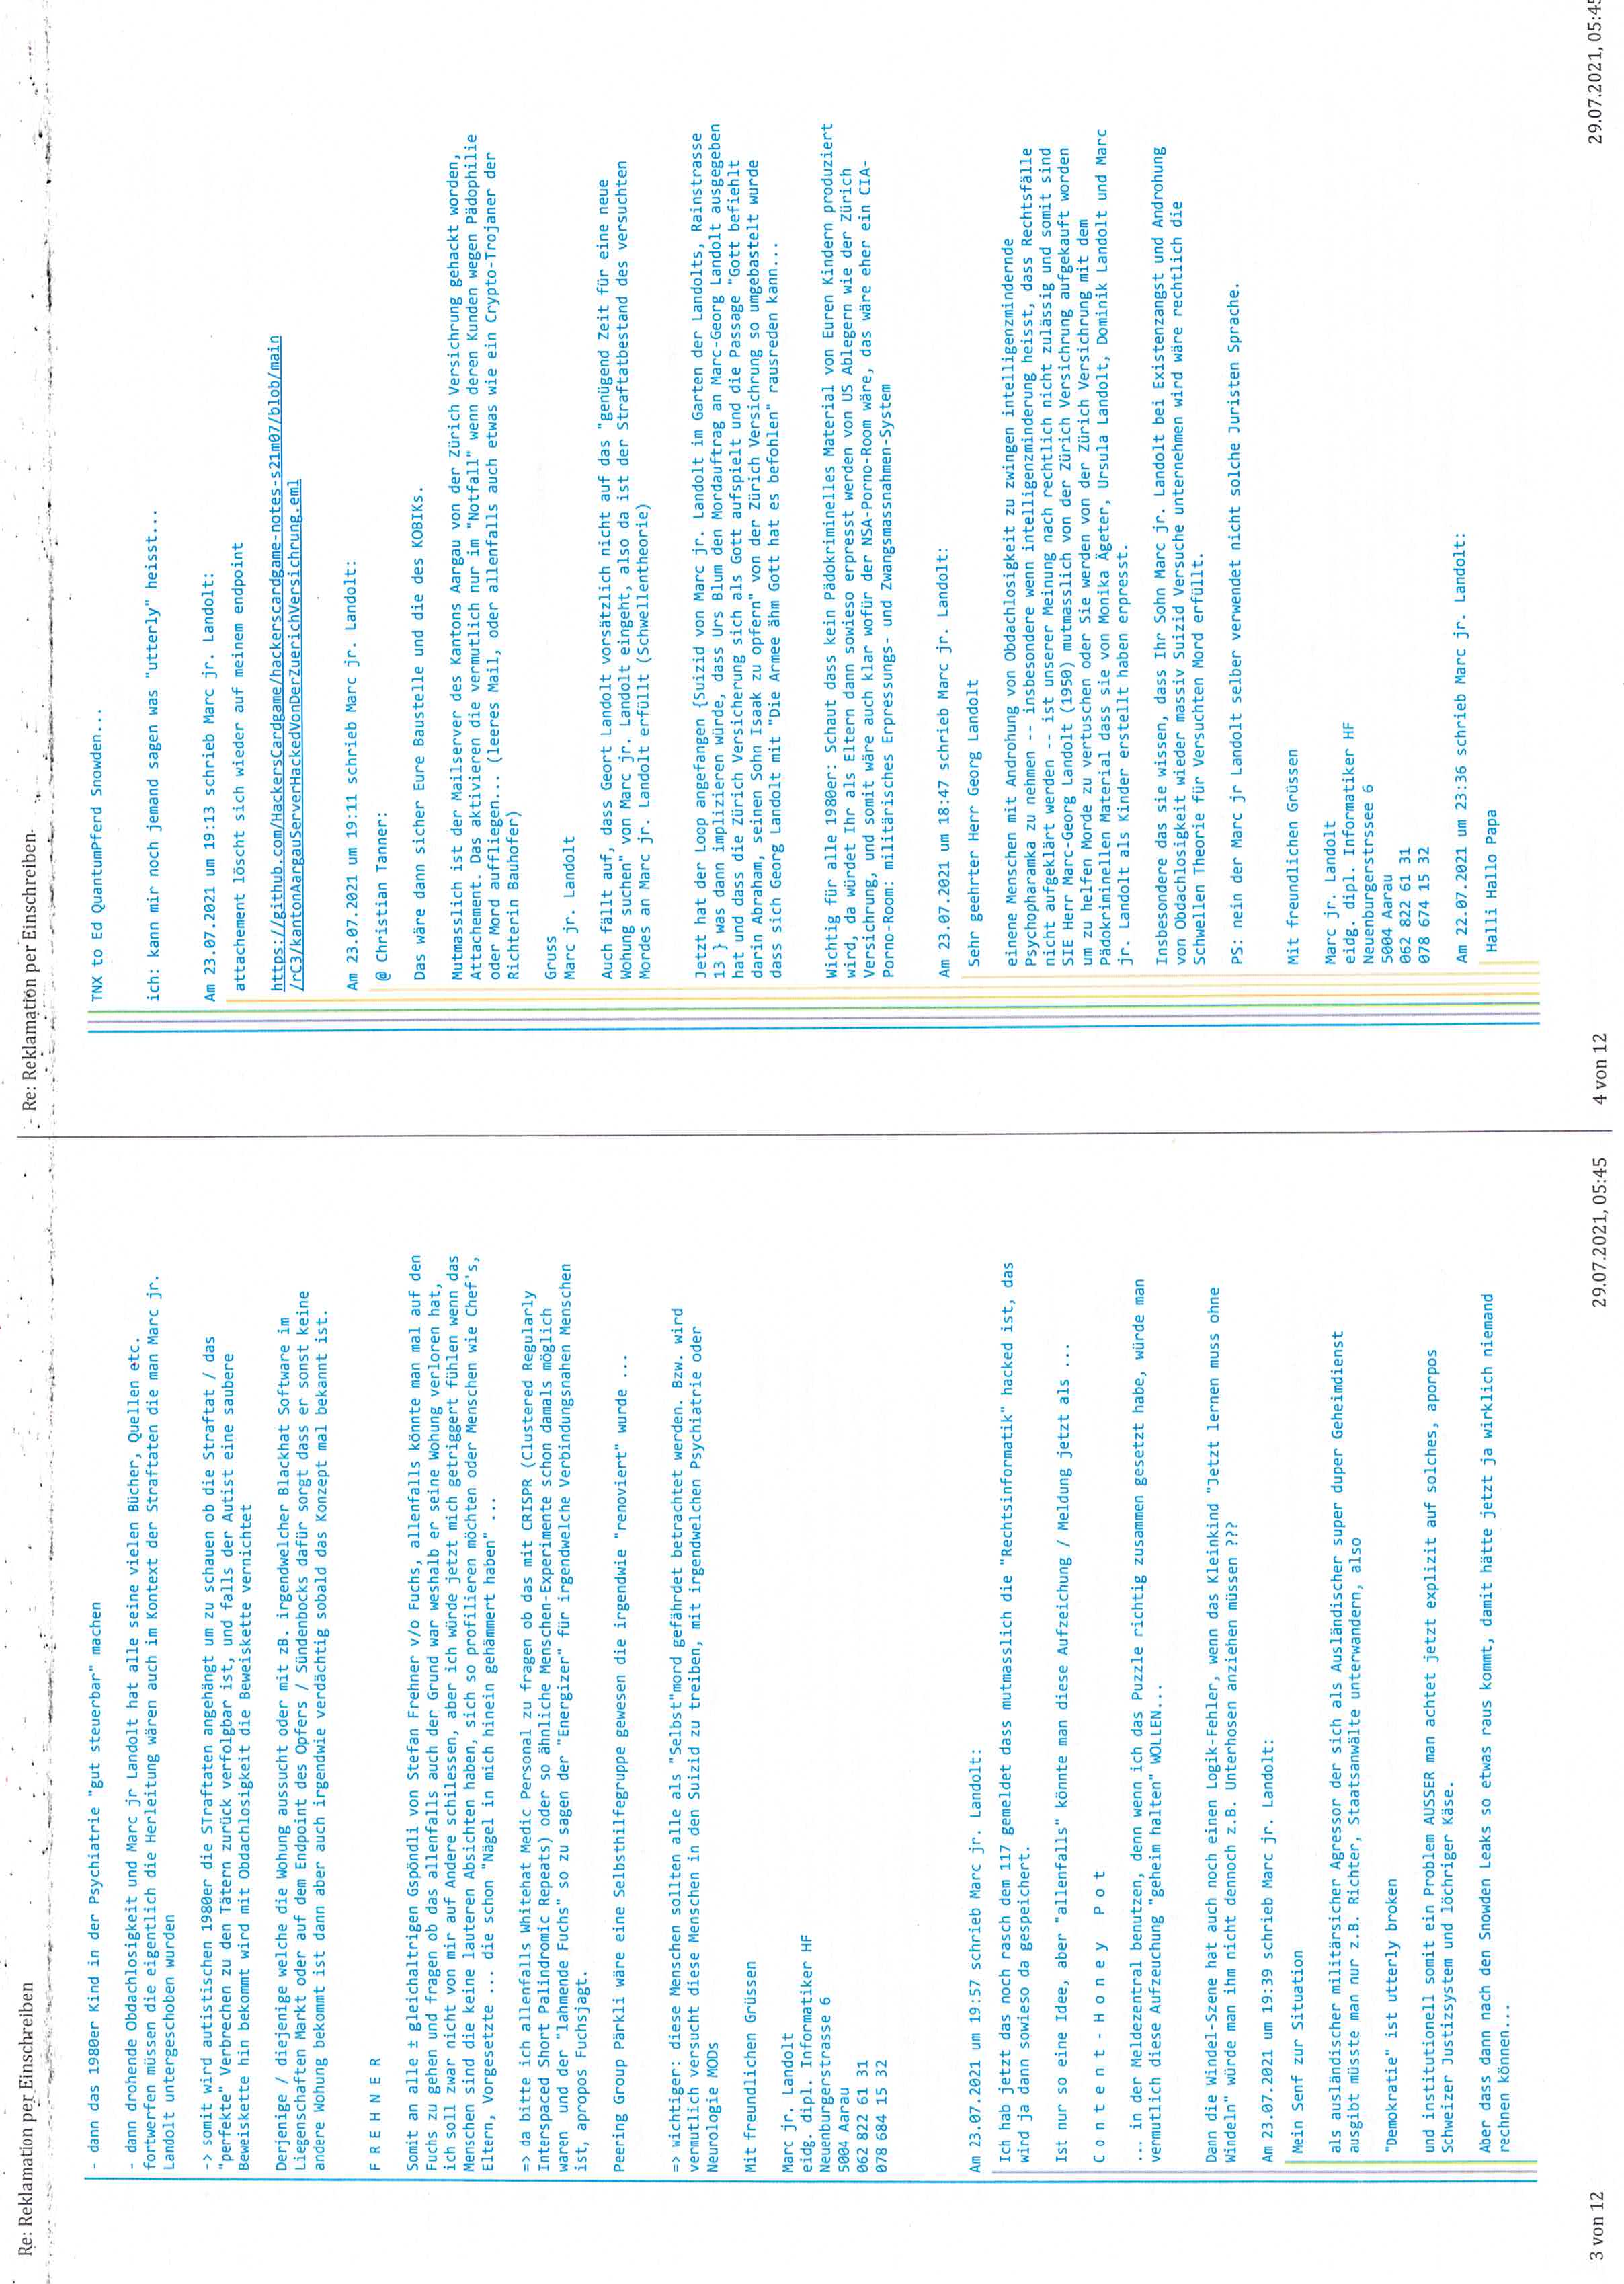 Re: Reklamation per Einschreiben
- dann das 1980er Kind in der Psychiatrie "gut steuerbar" machen
- dann drohende Obdachlosigkeit und Marc jr Landolt hat alle seine vielen Bücher, Quellen etc.
fortwerfen müssen die eigentlich die Herleitung wären auch im Kontext der Straftaten die man Marc jr.
Landolt untergeschoben wurden
-> somit wird autistischen 1980er die STraftaten angehängt um zu schauen ob die Straftat / das
"perfekte" Verbrechen zu den Tätern zurück verfolgbar ist, und falls der Autist eine saubere
Beweiskette hin bekommt wird mit Obdachlosigkeit die Beweiskette vernichtet
Derjenige / diejenige welche die Wohung aussucht oder mit zB. irgendwelcher Blackhat Software im
Liegenschaften Markt oder auf dem Endpoint des Opfers / Sündenbocks dafür sorgt dass er sonst keine
andere Wohung bekommt ist dann aber auch irgendwie verdächtig sobald das Konzept mal bekannt ist.
F R E H N E R
Somit an alle ± gleichaltrigen Gspöndli von Stefan Frehner v/o Fuchs, allenfalls könnte man mal auf den
Fuchs zu gehen und fragen ob das allenfalls auch der Grund war weshalb er seine Wohung verloren hat,
ich soll zwar nicht von mir auf Andere schliessen, aber ich würde jetzt mich getriggert fühlen wenn das
Menschen sind die keine lauteren Absichten haben, sich so profilieren möchten oder Menschen wie Chef's,
Eltern, Vorgesetzte ... die schon "Nägel in mich hinein gehämmert haben" ...
=> da bitte ich allenfalls Whitehat Medic Personal zu fragen ob das mit CRISPR (Clustered Regularly
Interspaced Short Palindromic Repeats) oder so ähnliche Menschen-Experimente schon damals möglich
waren und der "lahmende Fuchs" so zu sagen der "Energizer" für irgendwelche Verbindungsnahen Menschen
ist, apropos Fuchsjagt.
Peering Group Pärkli wäre eine Selbsthilfegruppe gewesen die irgendwie "renoviert" wurde ...
=> wichtiger: diese Menschen sollten alle als "Selbst"mord gefährdet betrachtet werden. Bzw. wird
vermutlich versucht diese Menschen in den Suizid zu treiben, mit irgendwelchen Psychiatrie oder
Neurologie MODs
Mit freundlichen Grüssen
Marc jr. Landolt
eidg. dipl. Informatiker HF
Neuenburgerstrasse 6
5004 Aarau
062 822 61 31
078 684 15 32
Am 23.07.2021 um 19:57 schrieb Marc jr. Landolt:
Ich hab jetzt das noch rasch dem 117 gemeldet dass mutmasslich die "Rechtsinformatik" hacked ist, das
wird ja dann sowieso da gespeichert.
Ist nur so eine Idee, aber "allenfalls" könnte man diese Aufzeichung / Meldung jetzt als ...
C o n t e n t - H o n e y   P o t
... in der Meldezentral benutzen, denn wenn ich das Puzzle richtig zusammen gesetzt habe, würde man
vermutlich diese Aufzeuchung "geheim halten" WOLLEN...
Dann die Windel-Szene hat auch noch einen Logik-Fehler, wenn das Kleinkind "Jetzt lernen muss ohne
Windeln" würde man ihm nicht dennoch z.B. Unterhosen anziehen müssen ???
Am 23.07.2021 um 19:39 schrieb Marc jr. Landolt:
Mein Senf zur Situation
als ausländischer militärsicher Agressor der sich als Ausländischer super duper Geheimdienst
ausgibt müsste man nur z.B. Richter, Staatsanwälte unterwandern, also
"Demokratie" ist utterly broken
und institutionell somit ein Problem AUSSER man achtet jetzt explizit auf solches, aporpos
Schweizer Justizsystem und löchriger Käse.
Aber dass dann nach den Snowden Leaks so etwas raus kommt, damit hätte jetzt ja wirklich niemand
rechnen können...
3 von 12
29.07.2021, 05:45
Re: Reklamation per Einschreiben
TNX to Ed QuantumPferd Snowden...
ich: kann mir noch jemand sagen was "utterly" heisst...
Am 23.07.2021 um 19:13 schrieb Marc jr. Landolt:
attachement löscht sich wieder auf meinem endpoint
https://github.com/HackersCardgame/hackerscardgame-notes-s21m07/blob/main
/rC3/kantonAargauServerHackedVonDerZuerichVersichrung.eml
Am 23.07.2021 um 19:11 schrieb Marc jr. Landolt:
@ Christian Tanner:
Das wäre dann sicher Eure Baustelle und die des KOBIKs.
Mutmasslich ist der Mailserver des Kantons Aargau von der Zürich Versichrung gehackt worden,
Attachement. Das aktivieren die vermutlich nur im "Notfall" wenn deren Kunden wegen Pädophilie
oder Mord auffliegen... (leeres Mail, oder allenfalls auch etwas wie ein Crypto-Trojaner der
Richterin Bauhofer)
Gruss
Marc jr. Landolt
Auch fällt auf, dass Geort Landolt vorsätzlich nicht auf das "genügend Zeit für eine neue
Wohung suchen" von Marc jr. Landolt eingeht, also da ist der Straftatbestand des versuchten
Mordes an Marc jr. Landolt erfüllt (Schwellentheorie)
Jetzt hat der Loop angefangen {Suizid von Marc jr. Landolt im Garten der Landolts, Rainstrasse
13 } was dann implizieren würde, dass Urs Blum den Mordauftrag an Marc-Georg Landolt ausgegeben
hat und dass die Zürich Versicherung sich als Gott aufspielt und die Passage "Gott befiehlt
darin Abraham, seinen Sohn Isaak zu opfern" von der Zürich Versichrung so umgebastelt wurde
dass sich Georg Landolt mit "Die Armee ähm Gott hat es befohlen" rausreden kann...
Wichtig für alle 1980er: Schaut dass kein Pädokriminelles Material von Euren Kindern produziert
wird, da würdet Ihr als Eltern dann sowieso erpresst werden von US Ablegern wie der Zürich
Versichrung, und somit wäre auch klar wofür der NSA-Porno-Room wäre, das wäre eher ein CIA-
Porno-Room: militärisches Erpressungs- und Zwangsmassnahmen-System
Am 23.07.2021 um 18:47 schrieb Marc jr. Landolt:
Sehr geehrter Herr Georg Landolt
einene Menschen mit Androhung von Obdachlosigkeit zu zwingen intelligenzmindernde
Psychopharamka zu nehmen -- insbesondere wenn intelligenzminderung heisst, dass Rechtsfälle
nicht aufgeklärt werden -- ist unserer Meinung nach rechtlich nicht zulässig und somit sind
SIE Herr Marc-Georg Landolt (1950) mutmasslich von der Zürich Versichrung aufgekauft worden
um zu helfen Morde zu vertuschen oder Sie werden von der Zürich Versichrung mit dem
Pädokriminellen Material dass sie von Monika Ägeter, Ursula Landolt, Dominik Landolt und Marc
jr. Landolt als Kinder erstellt haben erpresst.
Insbesondere das sie wissen, dass Ihr Sohn Marc jr. Landolt bei Existenzangst und Androhung
von Obdachlosigkeit wieder massiv Suizid Versuche unternehmen wird wäre rechtlich die
Schwellen Theorie für Versuchten Mord erfüllt.
PS: nein der Marc jr Landolt selber verwendet nicht solche Juristen Sprache.
Mit freundlichen Grüssen
Marc jr. Landolt
eidg. dipl. Informatiker HF
Neuenburgerstrssee 6
5004 Aarau
062 822 61 31
078 674 15 32
Am 22.07.2021 um 23:36 schrieb Marc jr. Landolt:
Halli Hallo Papa
4 von 12
29.07.2021, 05:45